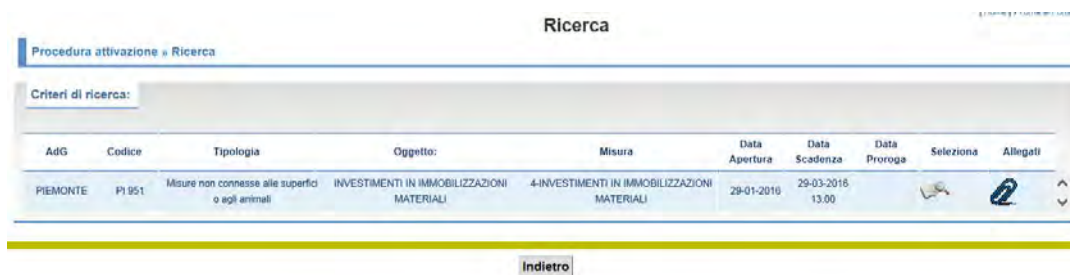 Ricerca
Procedura attivazione » Ricerca
Criteri di ricerca:
AdG Codice Tipologia Oggetto: Misura Data Apertura Data Scadenza Data Proroga Seleziona Allegati
PIEMONTE PI 951 Misure non connesse alle superfici o agli animali INVESTIMENTI IN IMMOBILIZZAZIONI MATERIALI 4-INVESTIMENTI IN IMMOBILIZZAZIONI MATERIALI 29-01-2016 29-03-2016 13.00
Indietro